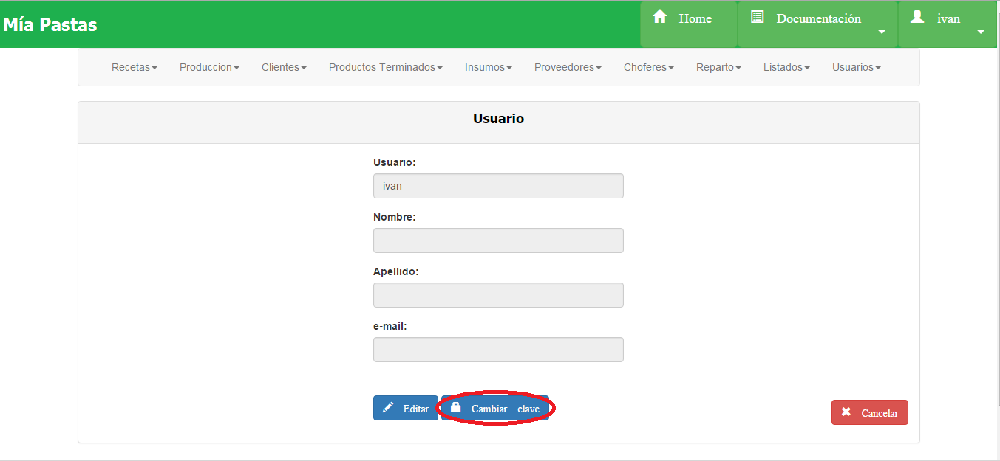 Mía Pastas Home Documentación ivan
Recetas Produccion Clientes Productos Terminados Insumos Proveedores Choferes Reparto Listados Usuarios
Usuario
Usuario:
ivan
Nombre:
Apellido:
e-mail:
Editar Cambiar clave Cancelar